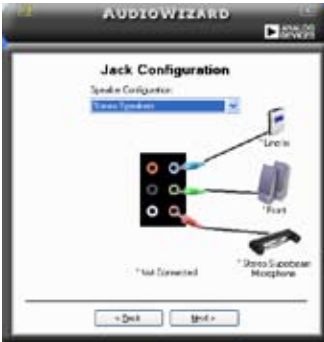 AUDIOWIZARD
ANALOG
DEVICES
Jack Configuration
Speaker Configuration:
Stereo Speakers
*Line In
*Front
*Stereo Superbeam
Microphone
*Not Connected
< Back
Next >